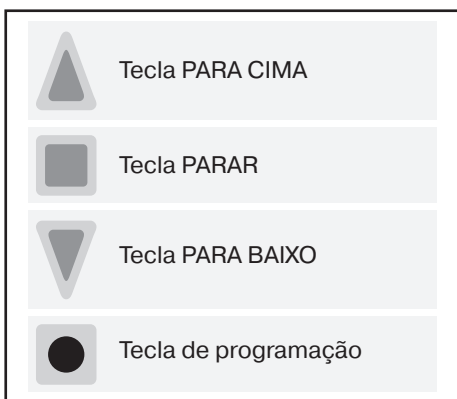 Tecla PARA CIMA
Tecla PARAR
Tecla PARA BAIXO
Tecla de programação